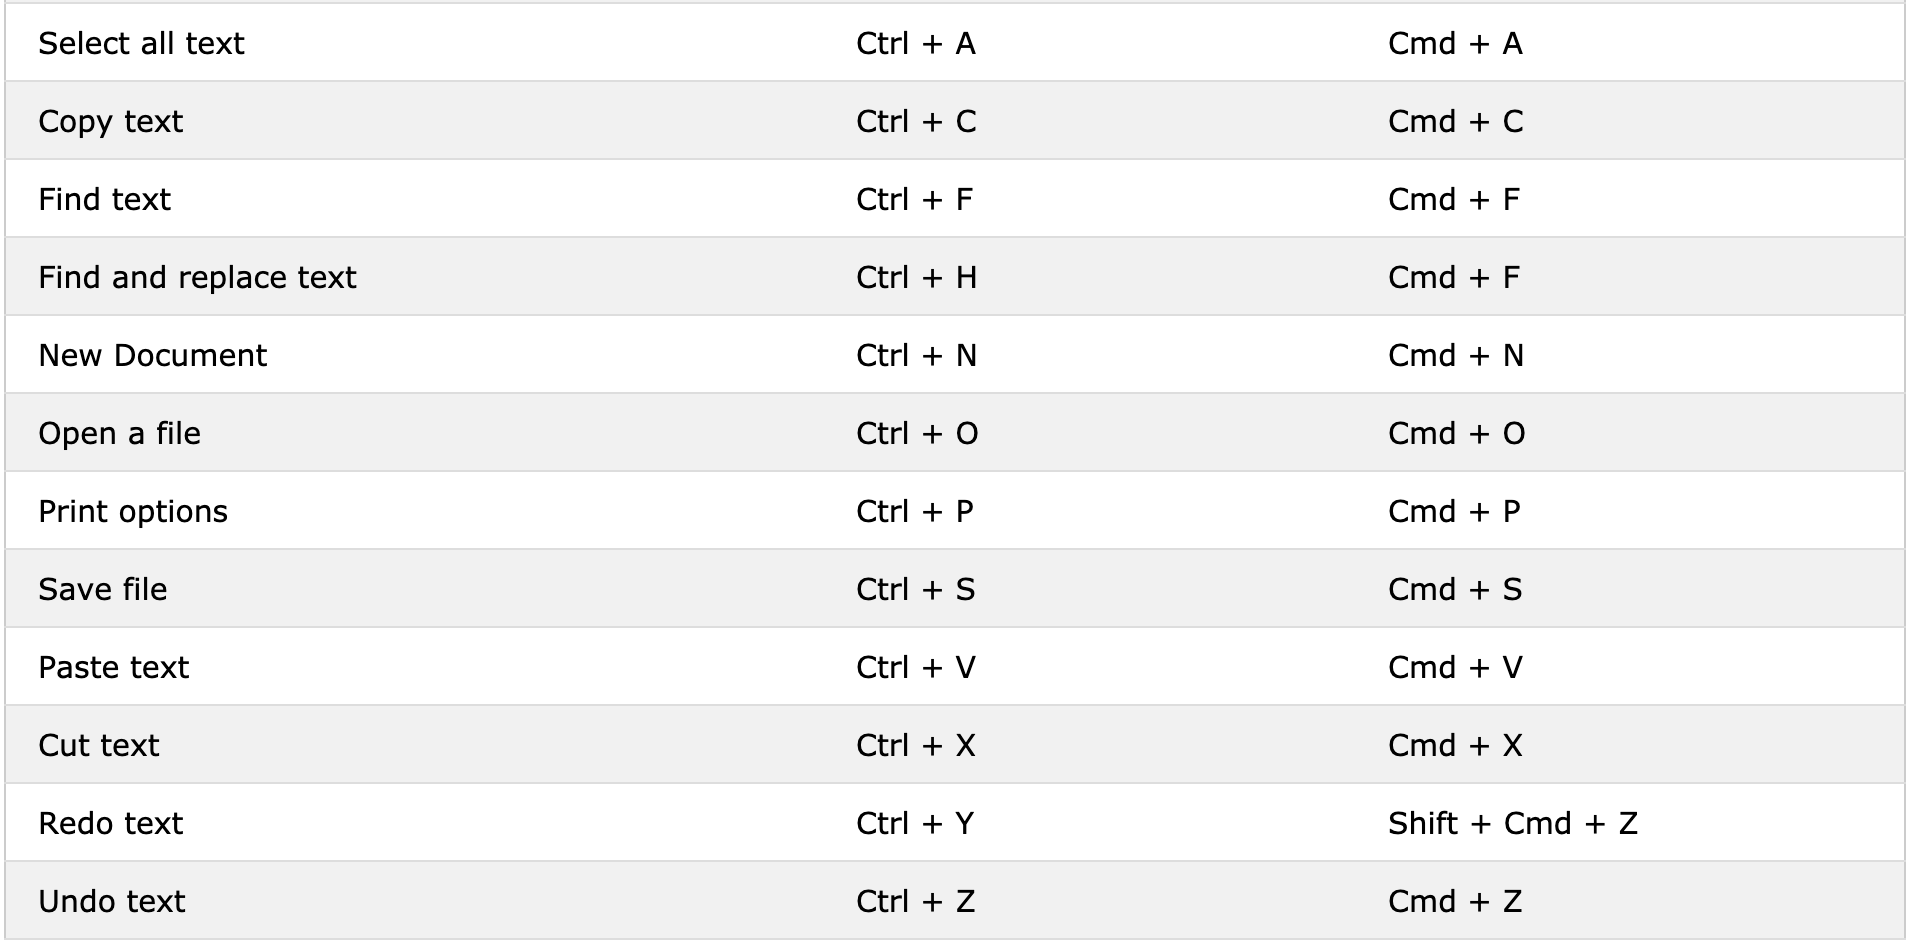 Select all text Ctrl + A Cmd + A
Copy text Ctrl + C Cmd + C
Find text Ctrl + F Cmd + F
Find and replace text Ctrl + H Cmd + F
New Document Ctrl + N Cmd + N
Open a file Ctrl + O Cmd + O
Print options Ctrl + P Cmd + P
Save file Ctrl + S Cmd + S
Paste text Ctrl + V Cmd + V
Cut text Ctrl + X Cmd + X
Redo text Ctrl + Y Shift + Cmd + Z
Undo text Ctrl + Z Cmd + Z